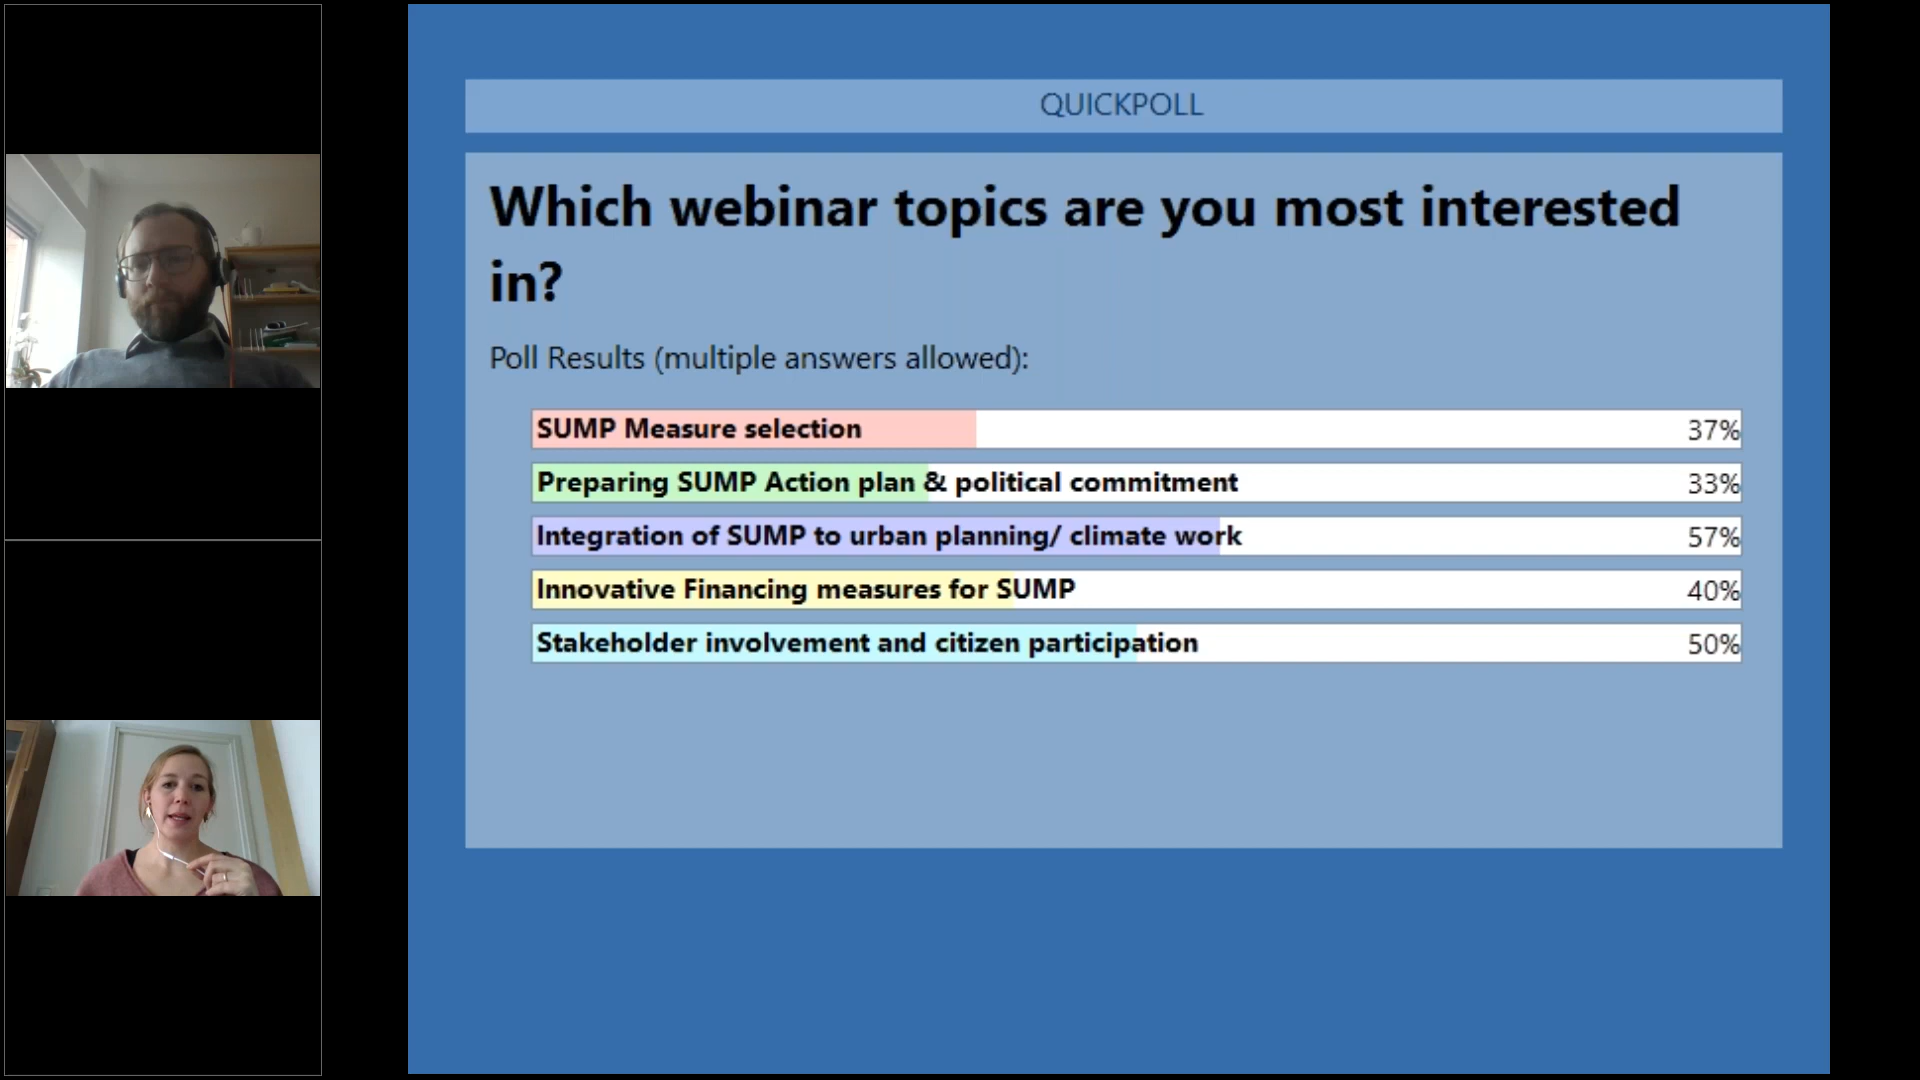 QUICKPOLL
Which webinar topics are you most interested
in?
Poll Results (multiple answers allowed):
SUMP Measure selection 37%
Preparing SUMP Action plan & political commitment 33%
Integration of SUMP to urban planning/ climate work 57%
Innovative Financing measures for SUMP 40%
Stakeholder involvement and citizen participation 50%